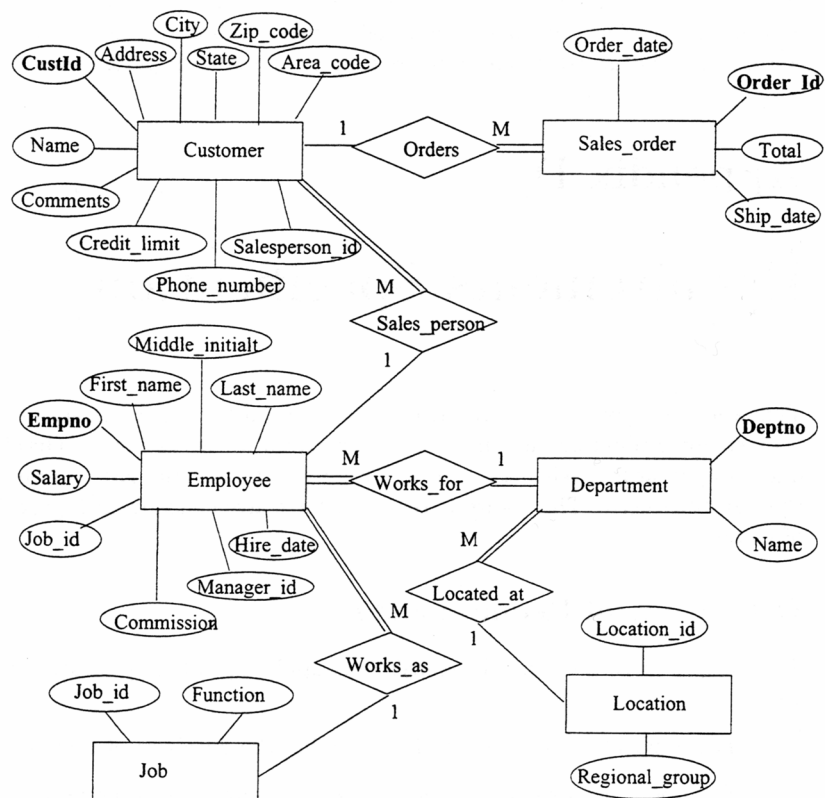 City
Zip_code
Order_date
Address
State
Area_code
CustId
Order_Id
1
M
Name
Customer
Orders
Sales_order
Total
Comments
Credit_limit
Salesperson_id
Ship_date
Phone_number
M
Sales_person
Middle_initialt
1
First_name
Last_name
Empno
Deptno
M
1
Salary
Employee
Works_for
Department
Job_id
Hire_date
M
Name
Manager_id
Located_at
Commission
M
1
Location_id
Works_as
Job_id
Function
1
Location
Job
Regional_group